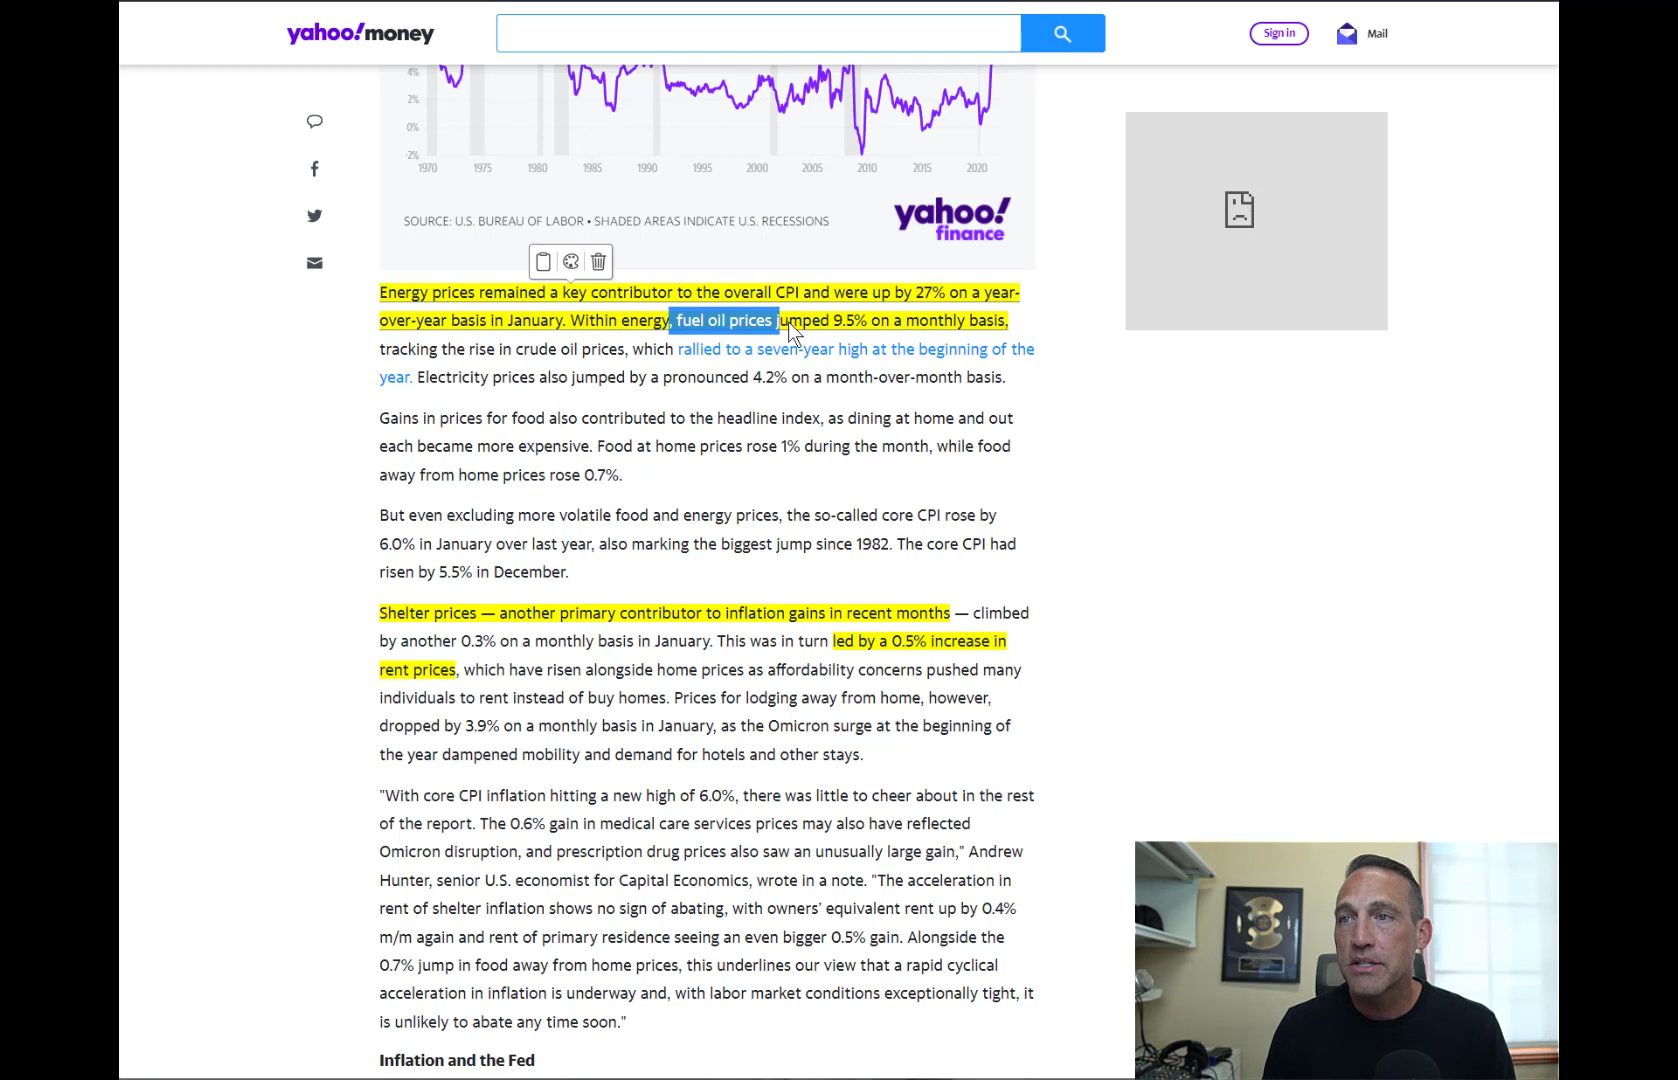 yahoo!money
Sign in
Mail
4%
2%
0%
-2%
1970 1975 1980 1985 1990 1995 2000 2005 2010 2015 2020
SOURCE: U.S. BUREAU OF LABOR • SHADED AREAS INDICATE U.S. RECESSIONS
yahoo!
finance
Energy prices remained a key contributor to the overall CPI and were up by 27% on a year-
over-year basis in January. Within energy, fuel oil prices jumped 9.5% on a monthly basis,
tracking the rise in crude oil prices, which rallied to a seven-year high at the beginning of the
year. Electricity prices also jumped by a pronounced 4.2% on a month-over-month basis.
Gains in prices for food also contributed to the headline index, as dining at home and out
each became more expensive. Food at home prices rose 1% during the month, while food
away from home prices rose 0.7%.
But even excluding more volatile food and energy prices, the so-called core CPI rose by
6.0% in January over last year, also marking the biggest jump since 1982. The core CPI had
risen by 5.5% in December.
Shelter prices — another primary contributor to inflation gains in recent months — climbed
by another 0.3% on a monthly basis in January. This was in turn led by a 0.5% increase in
rent prices, which have risen alongside home prices as affordability concerns pushed many
individuals to rent instead of buy homes. Prices for lodging away from home, however,
dropped by 3.9% on a monthly basis in January, as the Omicron surge at the beginning of
the year dampened mobility and demand for hotels and other stays.
"With core CPI inflation hitting a new high of 6.0%, there was little to cheer about in the rest
of the report. The 0.6% gain in medical care services prices may also have reflected
Omicron disruption, and prescription drug prices also saw an unusually large gain," Andrew
Hunter, senior U.S. economist for Capital Economics, wrote in a note. "The acceleration in
rent of shelter inflation shows no sign of abating, with owners' equivalent rent up by 0.4%
m/m again and rent of primary residence seeing an even bigger 0.5% gain. Alongside the
0.7% jump in food away from home prices, this underlines our view that a rapid cyclical
acceleration in inflation is underway and, with labor market conditions exceptionally tight, it
is unlikely to abate any time soon."
Inflation and the Fed